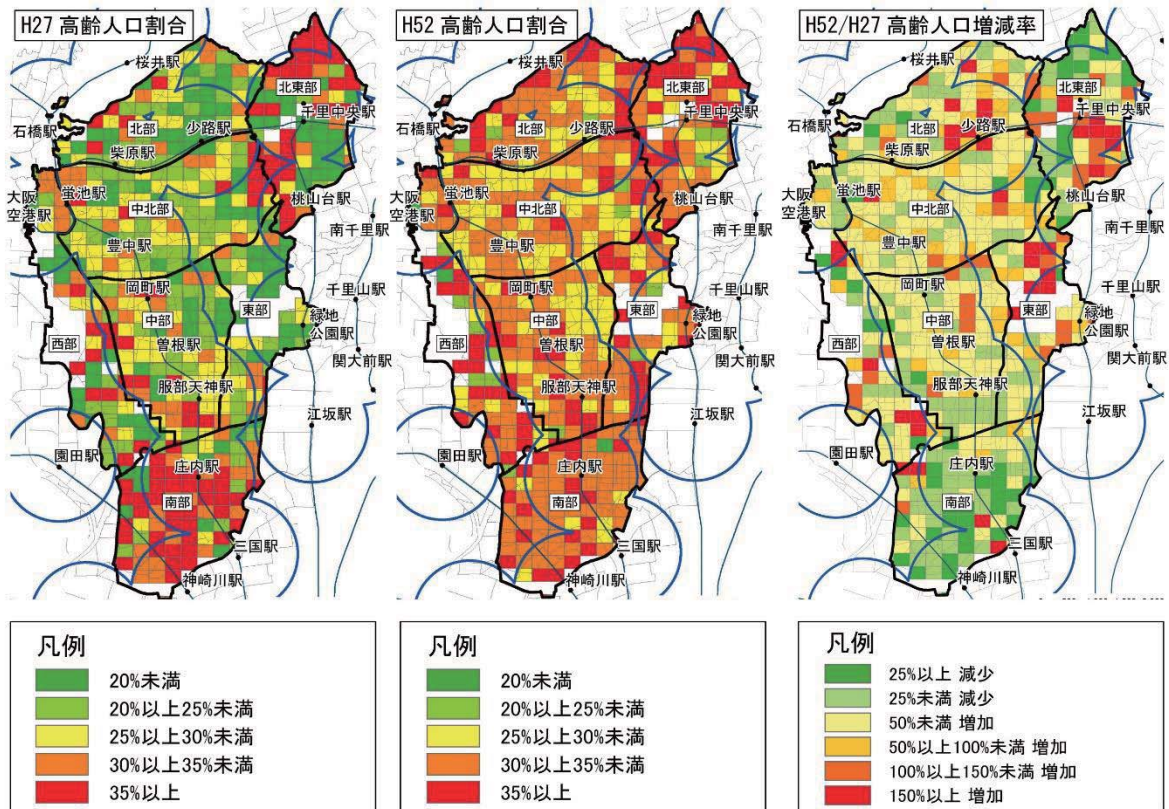 H27 高齢人口割合
桜井駅
北東部
千里中央駅
石橋駅
北部
少路駅
柴原駅
大阪
空港駅
蛍池駅
桃山台駅
中北部
南千里駅
豊中駅
岡町駅
千里山駅
東部
中部
緑地
公園駅
西部
曽根駅
関大前駅
服部天神駅
江坂駅
園田駅
庄内駅
南部
三国駅
神崎川駅
凡例
20%未満
20%以上25%未満
25%以上30%未満
30%以上35%未満
35%以上
H52 高齢人口割合
桜井駅
北東部
千里中央駅
石橋駅
北部
少路駅
柴原駅
大阪
空港駅
蛍池駅
桃山台駅
中北部
南千里駅
豊中駅
岡町駅
千里山駅
東部
中部
緑地
公園駅
西部
曽根駅
関大前駅
服部天神駅
江坂駅
園田駅
庄内駅
南部
三国駅
神崎川駅
凡例
20%未満
20%以上25%未満
25%以上30%未満
30%以上35%未満
35%以上
H52/H27 高齢人口増減率
桜井駅
北東部
千里中央駅
石橋駅
北部
少路駅
柴原駅
大阪
空港駅
蛍池駅
桃山台駅
中北部
南千里駅
豊中駅
岡町駅
千里山駅
東部
中部
緑地
公園駅
西部
曽根駅
関大前駅
服部天神駅
江坂駅
園田駅
庄内駅
南部
三国駅
神崎川駅
凡例
25%以上 減少
25%未満 減少
50%未満 増加
50%以上100%未満 増加
100%以上150%未満 増加
150%以上 増加